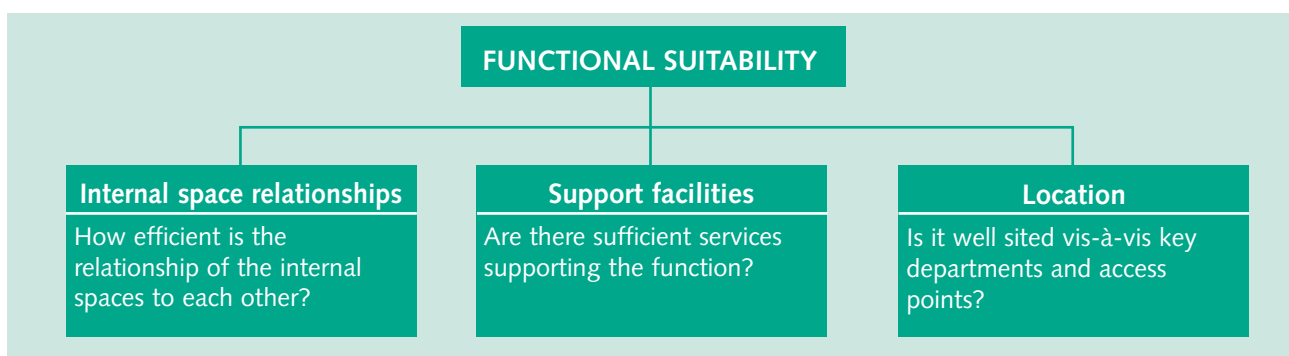 FUNCTIONAL SUITABILITY
Internal space relationships
How efficient is the
relationship of the internal
spaces to each other?
Support facilities
Are there sufficient services
supporting the function?
Location
Is it well sited vis-à-vis key
departments and access
points?